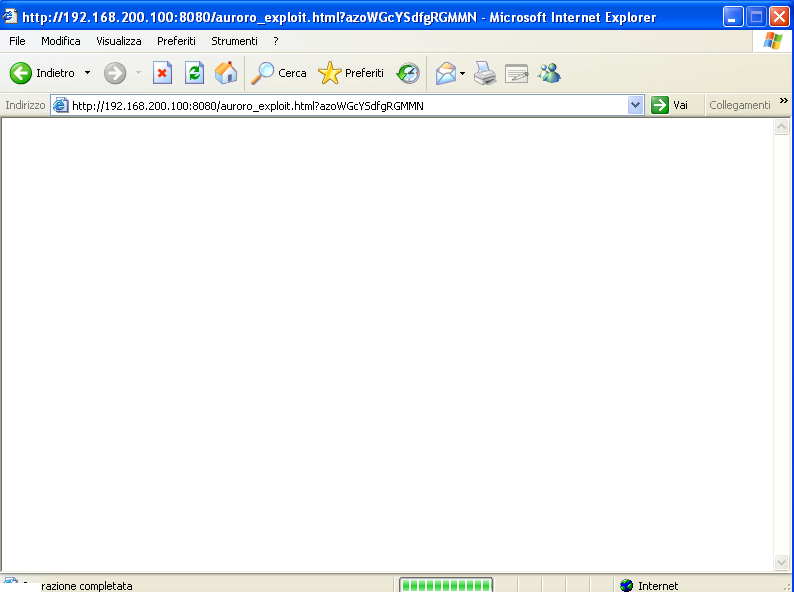 http://192.168.200.100:8080/auroro_exploit.html?azoWGcYSdfgRGMMN - Microsoft Internet Explorer
File Modifica Visualizza Preferiti Strumenti ?
Indietro Cerca Preferiti
Indirizzo http://192.168.200.100:8080/auroro_exploit.html?azoWGcYSdfgRGMMN Vai Collegamenti »
razione completata Internet